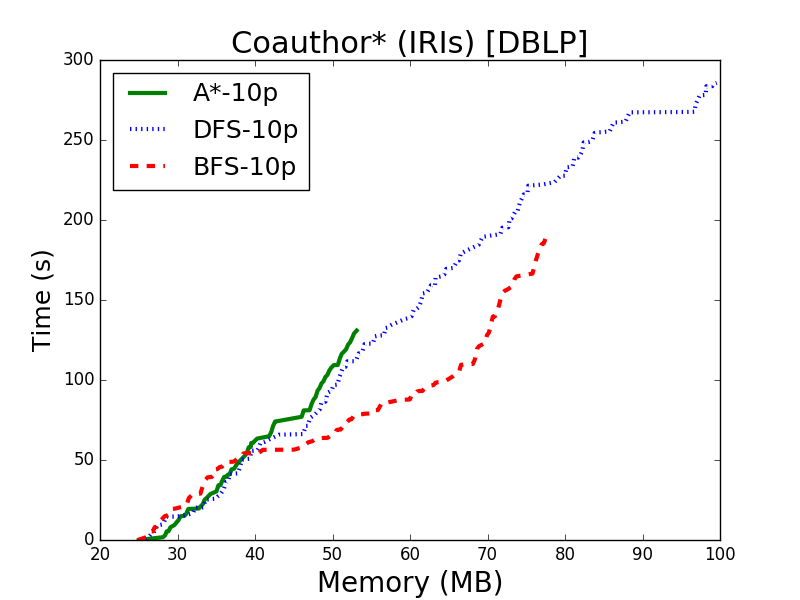 Coauthor* (IRIs) [DBLP]
300
250
200
150
100
50
0
A*-10p
DFS-10p
BFS-10p
Time (s)
20 30 40 50 60 70 80 90 100
Memory (MB)